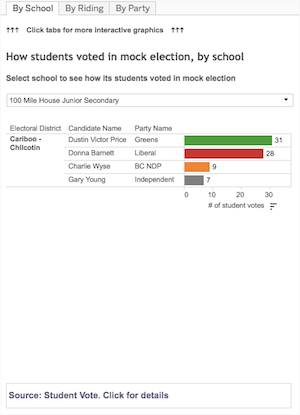 By School By Riding By Party
↑↑↑ Click tabs for more interactive graphics ↑↑↑
How students voted in mock election, by school
Select school to see how its students voted in mock election
100 Mile House Junior Secondary
Electoral District Candidate Name Party Name
Cariboo - Chilcotin Dustin Victor Price Greens 31
Donna Barnett Liberal 28
Charlie Wyse BC NDP 9
Gary Young Independent 7
0 10 20 30
# of student votes
Source: Student Vote. Click for details